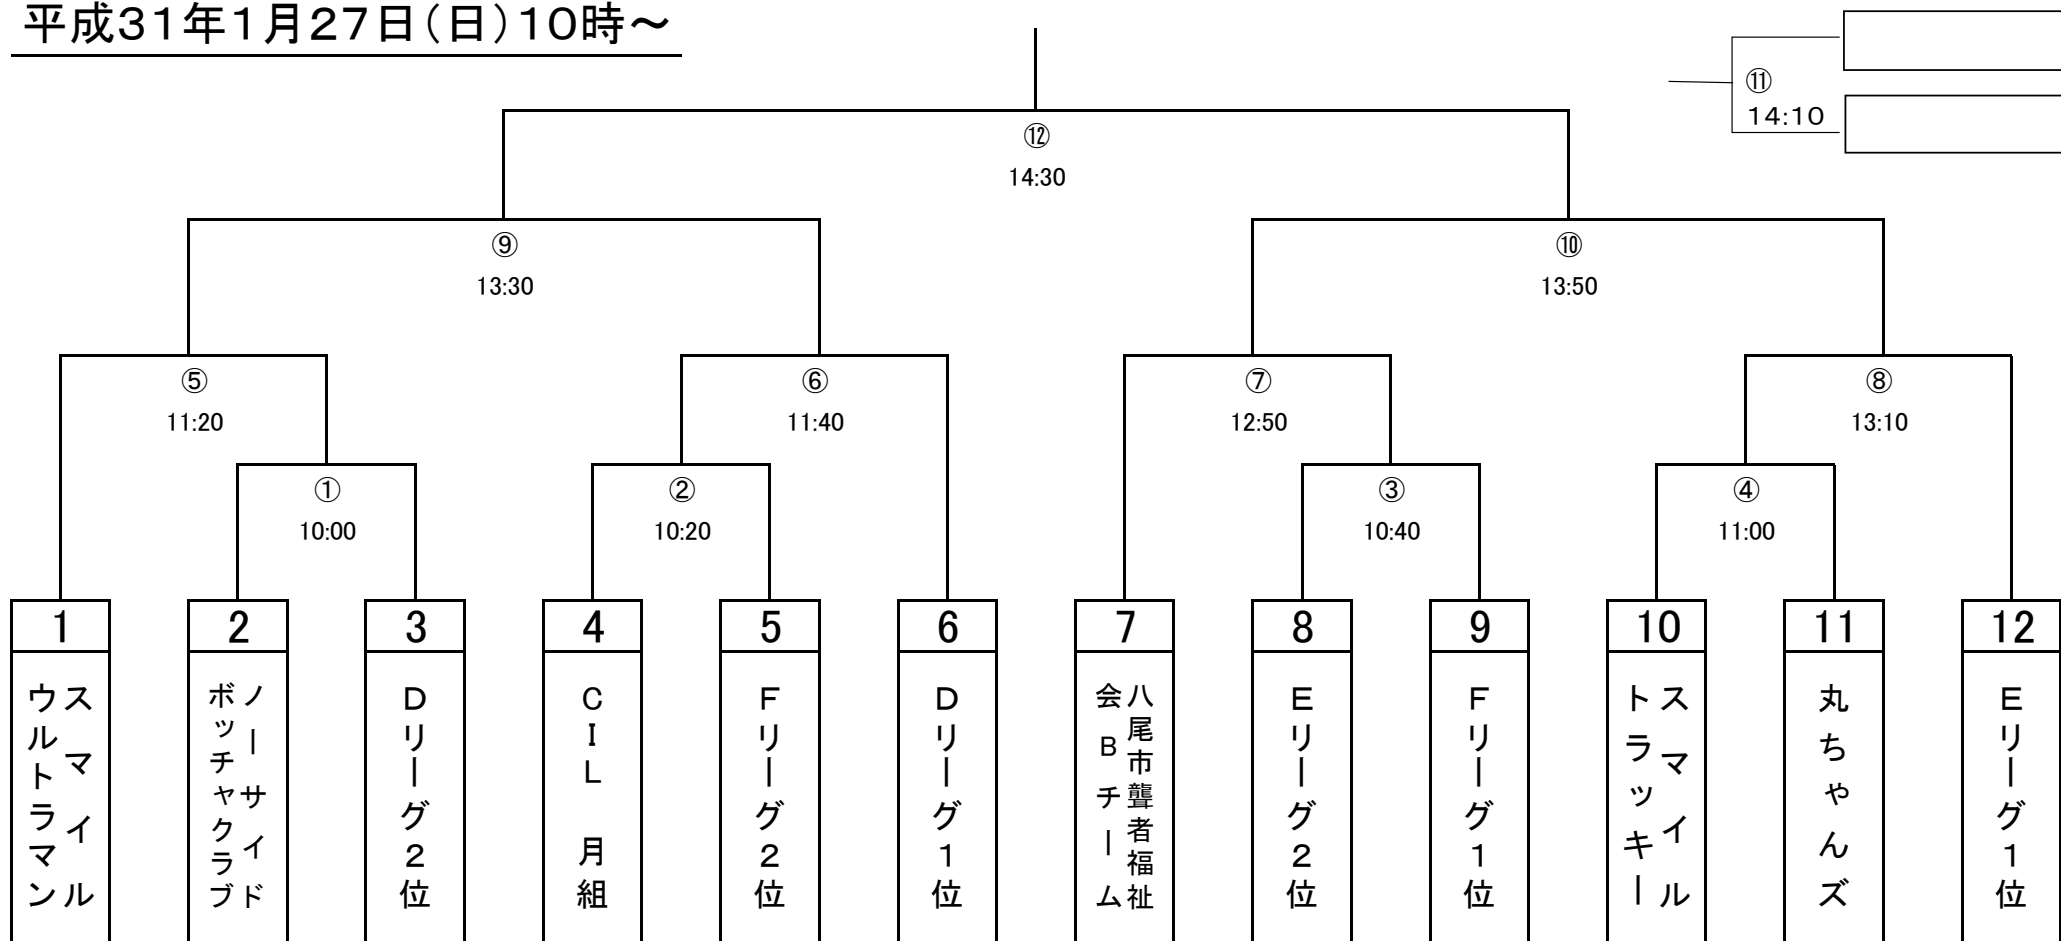 平成31年1月27日(日)10時～
⑪
14:10
⑫
14:30
⑨
13:30
⑩
13:50
⑤
11:20
⑥
11:40
⑦
12:50
⑧
13:10
①
10:00
②
10:20
③
10:40
④
11:00
1
2
3
4
5
6
7
8
9
10
11
12
スマイル
ウルトラマン
ノーサイド
ボッチャクラブ
Dリーグ2位
CIL 月組
Fリーグ2位
Dリーグ1位
八尾市聾者福祉
会Bチーム
Eリーグ2位
Fリーグ1位
スマイル
トラッキー
丸ちゃんズ
Eリーグ1位